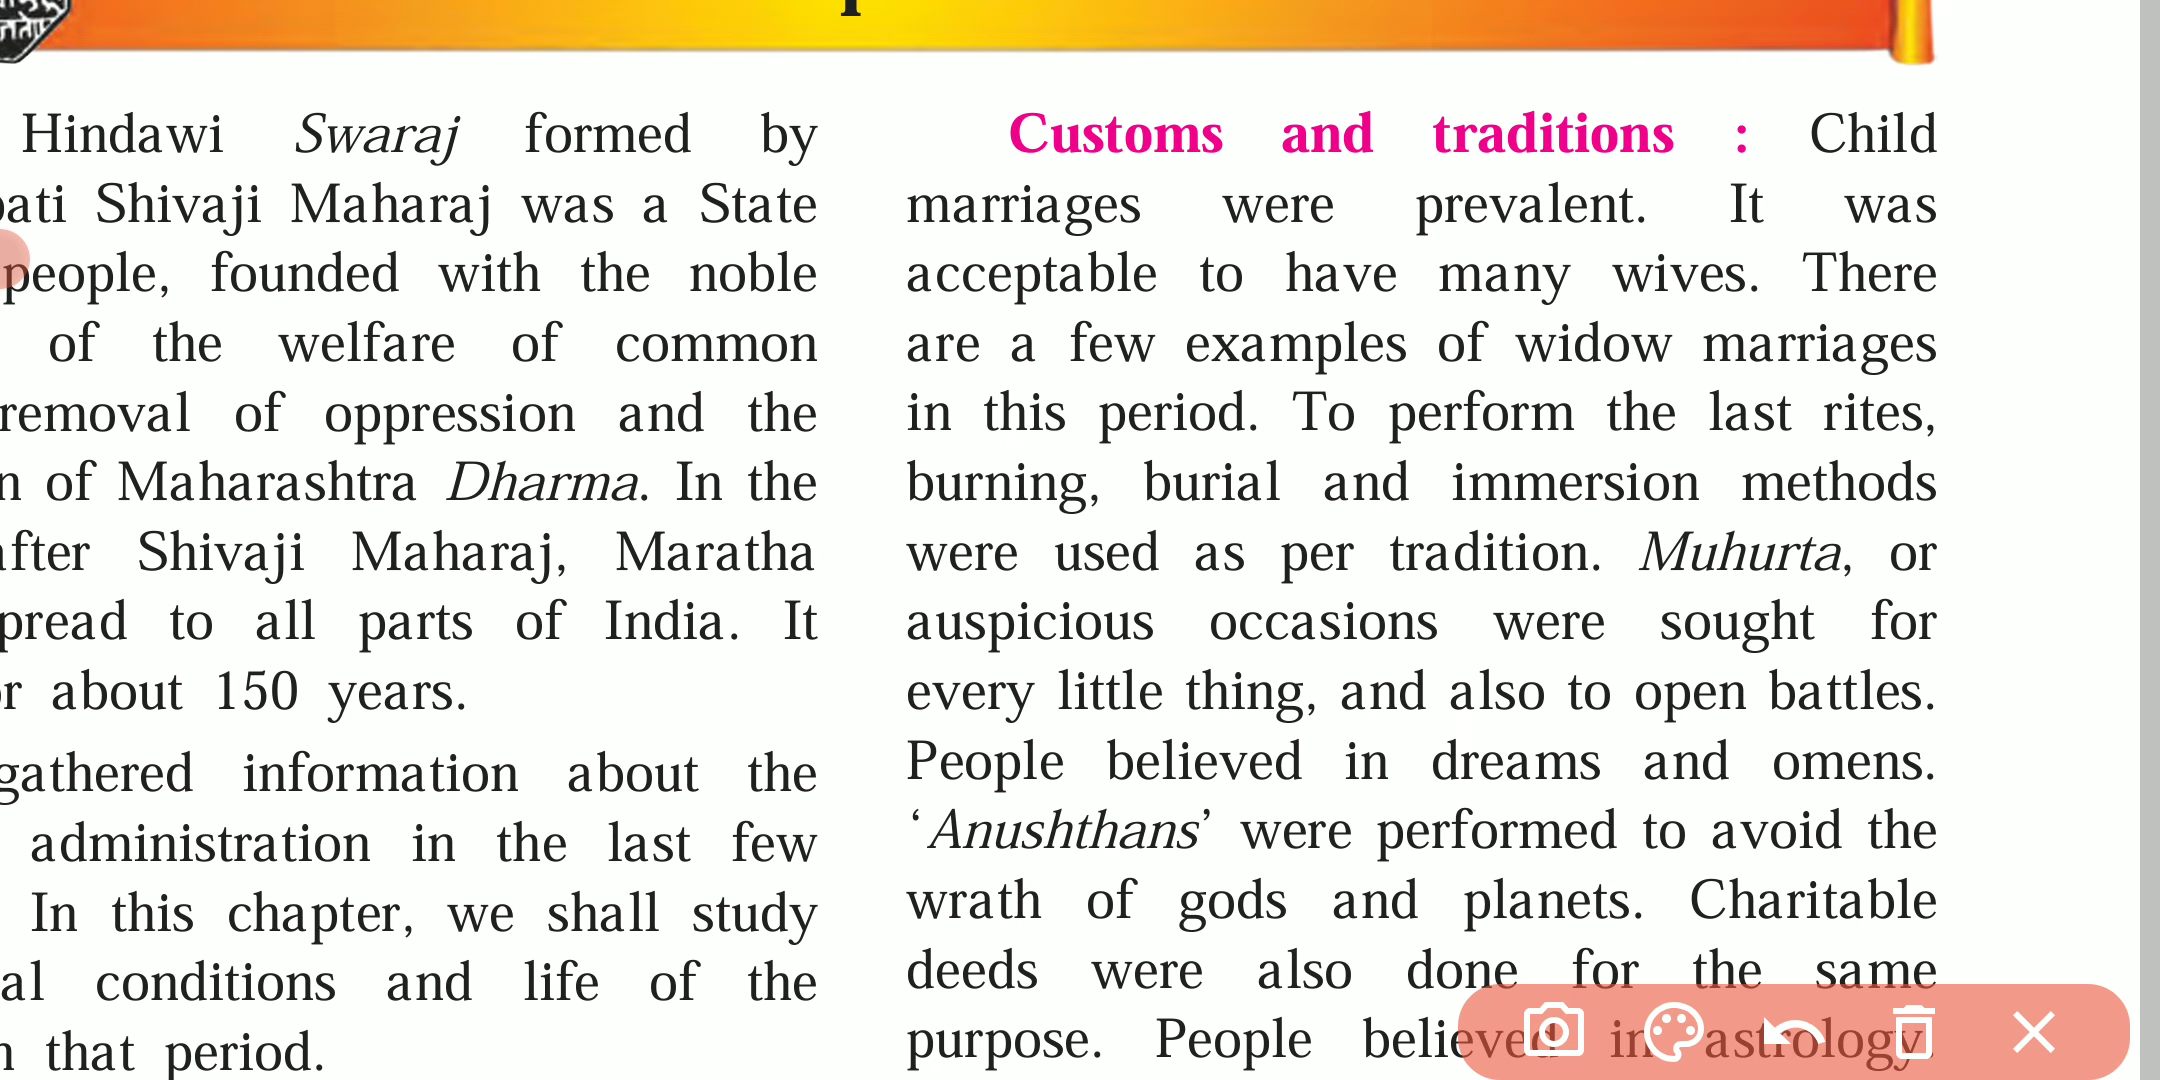 Hindawi Swaraj formed by
Shivaji Maharaj was a State
people, founded with the noble
of the welfare of common
removal of oppression and the
of Maharashtra Dharma. In the
after Shivaji Maharaj, Maratha
to all parts of India. It
about 150 years.
gathered information about the
administration in the last few
In this chapter, we shall study
conditions and life of the
that period.
Customs and traditions : Child
marriages were prevalent. It was
acceptable to have many wives. There
are a few examples of widow marriages
in this period. To perform the last rites,
burning, burial and immersion methods
were used as per tradition. Muhurta, or
auspicious occasions were sought for
every little thing, and also to open battles.
People believed in dreams and omens.
‘Anushthans’ were performed to avoid the
wrath of gods and planets. Charitable
deeds were also done for the same
purpose. People believed in astrology.